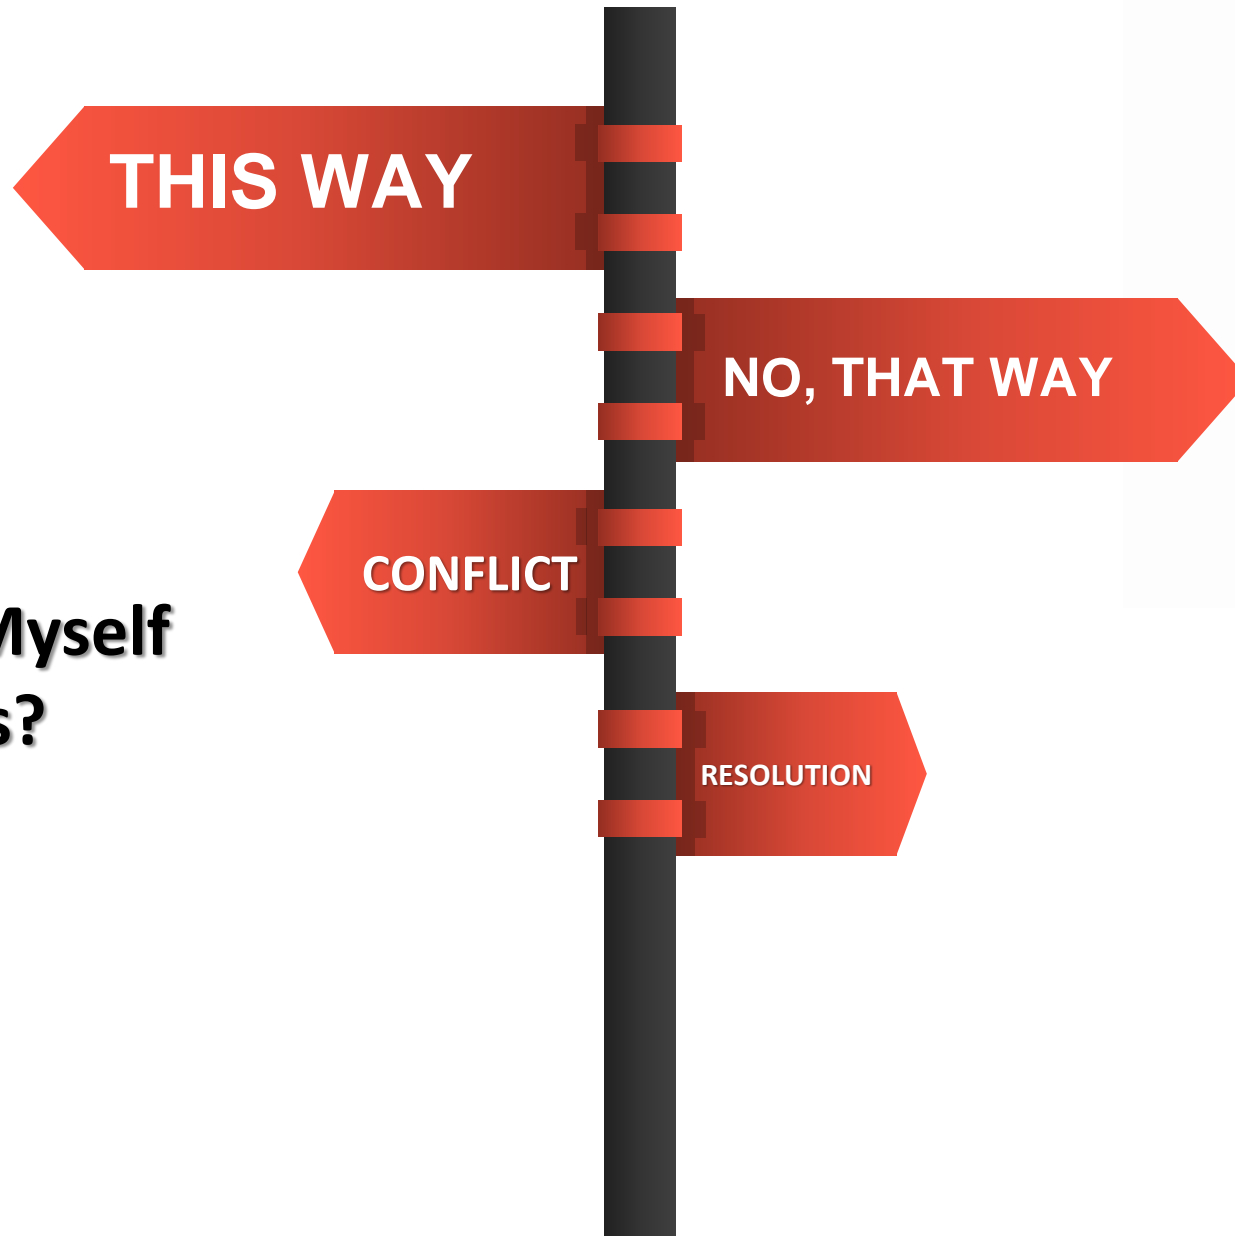 THIS WAY
NO, THAT WAY
CONFLICT
Myself
s?
RESOLUTION